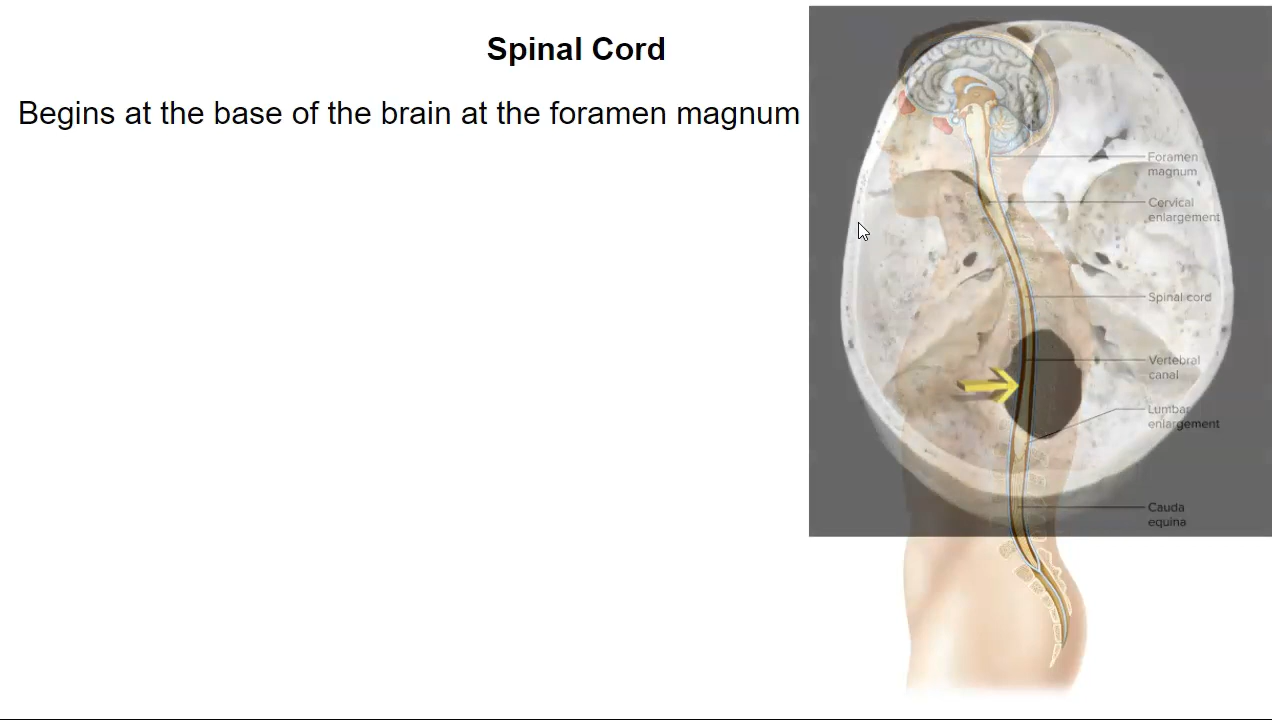 Spinal Cord
Begins at the base of the brain at the foramen magnum
Foramen
magnum
Cervical
enlargement
Spinal cord
Vertebral
canal
Lumbar
enlargement
Cauda
equina